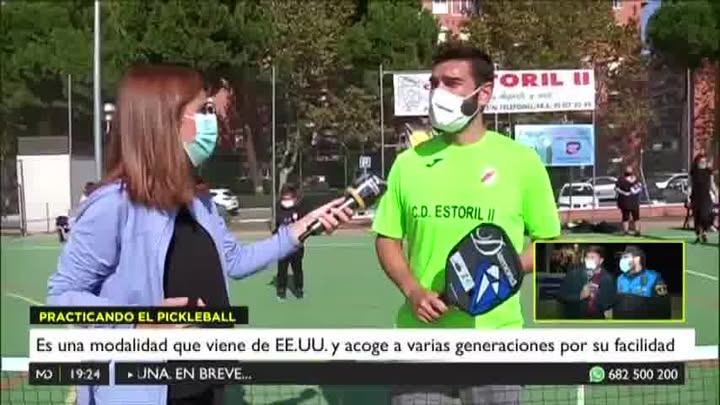 ESTORIL II
C.D. ESTORIL II
PRACTICANDO EL PICKLEBALL
Es una modalidad que viene de EE.UU. y acoge a varias generaciones por su facilidad
MD 19:24 UNA. EN BREVE... 682 500 200